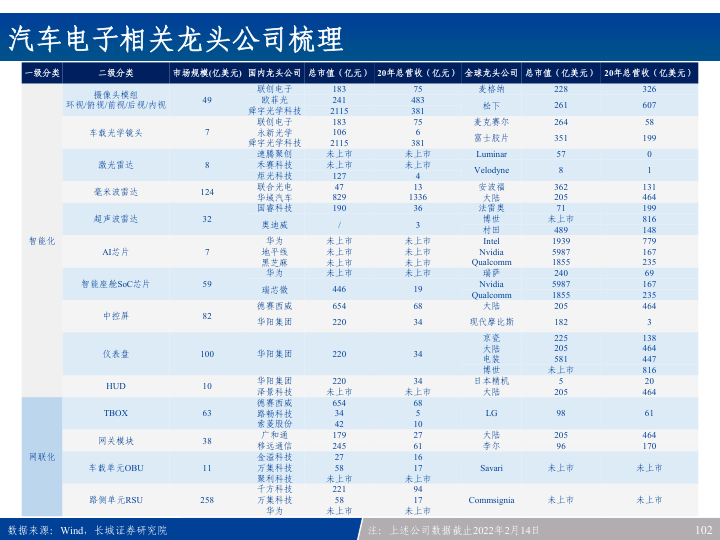 汽车电子相关龙头公司梳理
一级分类 二级分类 市场规模(亿美元) 国内龙头公司 总市值（亿元） 20年总营收（亿元） 全球龙头公司 总市值（亿美元） 20年总营收（亿美元）
智能化
摄像头模组
环视/俯视/前视/后视/内视 49
联创电子 183 75
欧菲光 241 483
舜宇光学科技 2115 381
麦格纳 228 326
松下 261 607
车载光学镜头 7
联创电子 183 75
永新光学 106 6
舜宇光学科技 2115 381
麦克赛尔 264 58
富士胶片 351 199
激光雷达 8
速腾聚创 未上市 未上市
禾赛科技 未上市 未上市
炬光科技 127 4
Luminar 57 0
Velodyne 8 1
毫米波雷达 124
联合光电 47 13
华域汽车 829 1336
安波福 362 131
大陆 205 464
超声波雷达 32
国睿科技 190 36
奥迪威 / 3
法雷奥 71 199
博世 未上市 816
村田 489 148
AI芯片 7
华为 未上市 未上市
地平线 未上市 未上市
黑芝麻 未上市 未上市
Intel 1939 779
Nvidia 5987 167
Qualcomm 1855 235
智能座舱SoC芯片 59
华为 未上市 未上市
瑞芯微 446 19
瑞萨 240 69
Nvidia 5987 167
Qualcomm 1855 235
中控屏 82
德赛西威 654 68
华阳集团 220 34
大陆 205 464
现代摩比斯 182 3
仪表盘 100
华阳集团 220 34
京瓷 225 138
大陆 205 464
电装 581 447
博世 未上市 816
HUD 10
华阳集团 220 34
泽景科技 未上市 未上市
日本精机 5 20
大陆 205 464
网联化
TBOX 63
德赛西威 654 68
路畅科技 34 5
索菱股份 42 10
LG 98 61
网关模块 38
广和通 179 27
移远通信 245 61
大陆 205 464
李尔 96 170
车载单元OBU 11
金溢科技 27 16
万集科技 58 17
聚利科技 未上市 未上市
Savari 未上市 未上市
路侧单元RSU 258
千方科技 221 94
万集科技 58 17
华为 未上市 未上市
Commsignia 未上市 未上市
数据来源：Wind，长城证券研究院
注：上述公司数据截止2022年2月14日
102